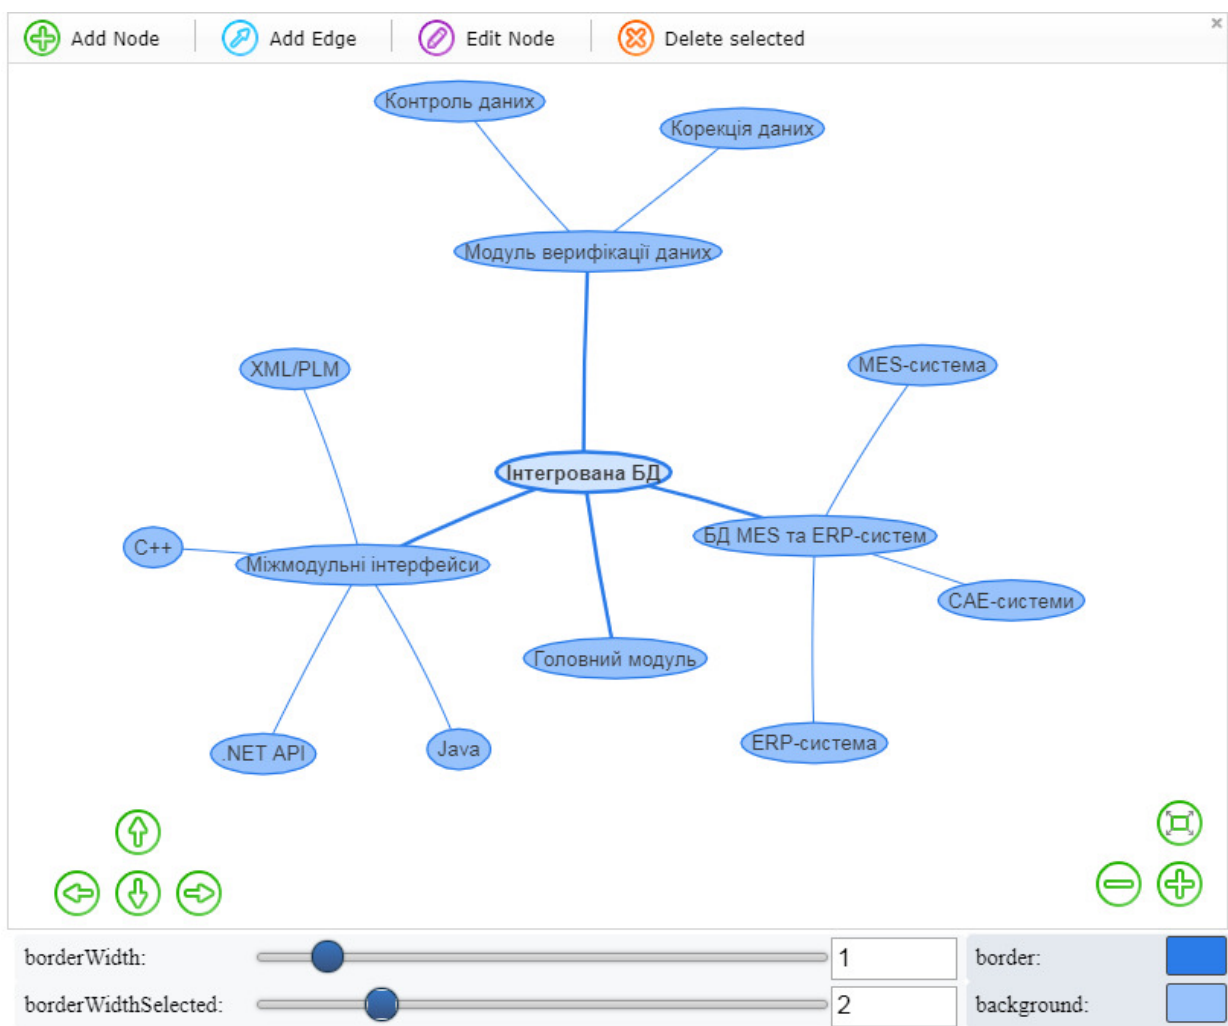 Add Node
Add Edge
Edit Node
Delete selected
Контроль даних
Корекція даних
Модуль верифікації даних
XML/PLM
MES-система
Інтегрована БД
C++
БД MES та ERP-систем
Міжмодульні інтерфейси
CAE-системи
Головний модуль
.NET API
Java
ERP-система
borderWidth:
1
border:
borderWidthSelected:
2
background: